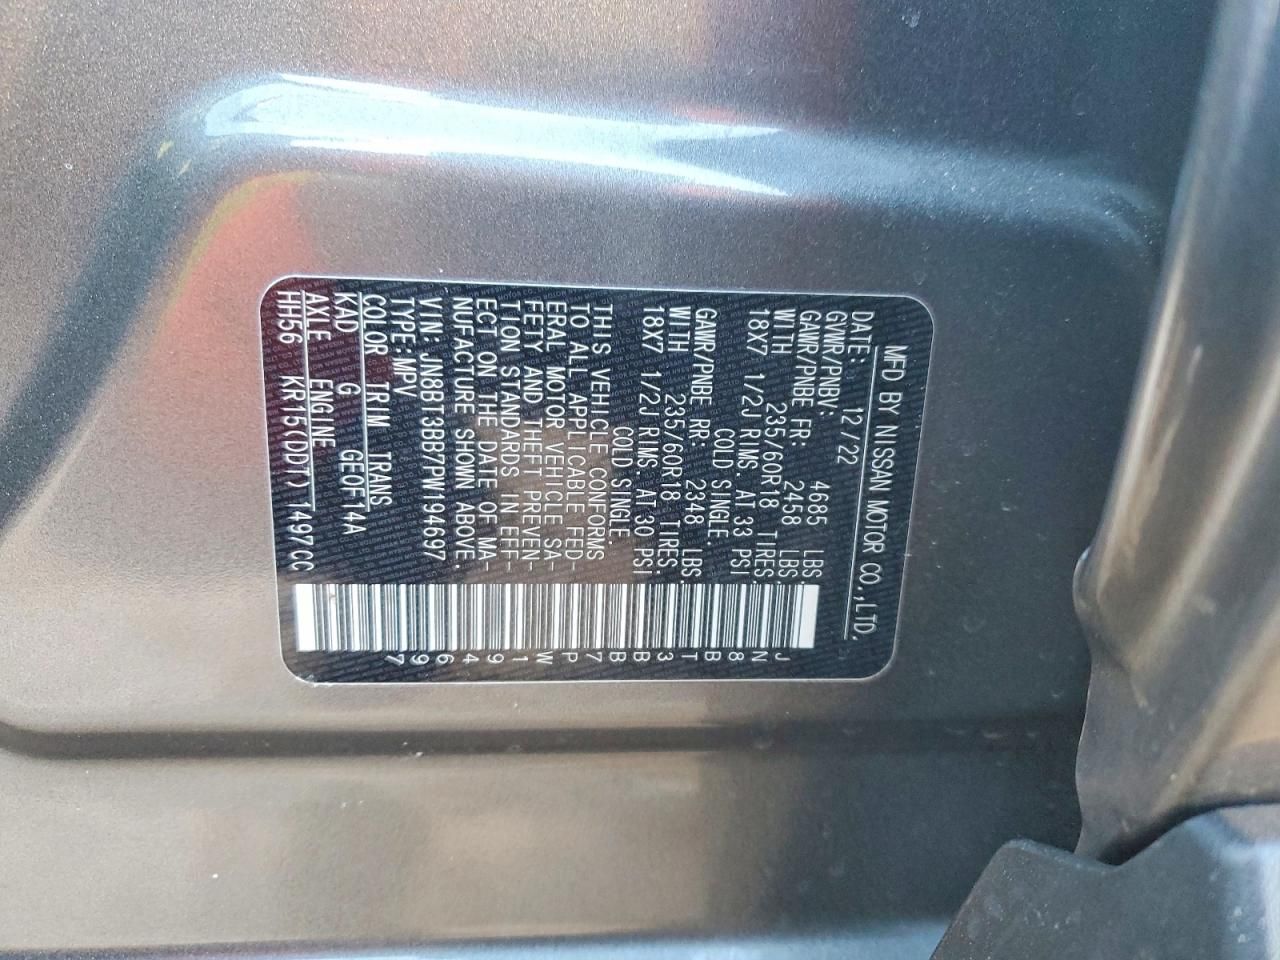 MFD BY NISSAN MOTOR CO.,LTD.
DATE: 12/22
GVWR/PNBV: 4685 LBS.
GAWR/PNBE FR: 2458 LBS.
WITH 235/60R18 TIRES,
18X7 1/2J RIMS, AT 33 PSI
COLD SINGLE.
GAWR/PNBE RR: 2348 LBS.
WITH 235/60R18 TIRES,
18X7 1/2J RIMS, AT 30 PSI
COLD SINGLE.
THIS VEHICLE CONFORMS
TO ALL APPLICABLE FED-
ERAL MOTOR VEHICLE SA-
FETY AND THEFT PREVEN-
TION STANDARDS IN EFF-
ECT ON THE DATE OF MA-
NUFACTURE SHOWN ABOVE.
VIN: JN8BT3BB7PW194697
TYPE: MPV
COLOR TRIM TRANS
KAD G GE0F14A
AXLE ENGINE
HH56 KR15(DDT)1497CC
JN8BT3BB7PW194697